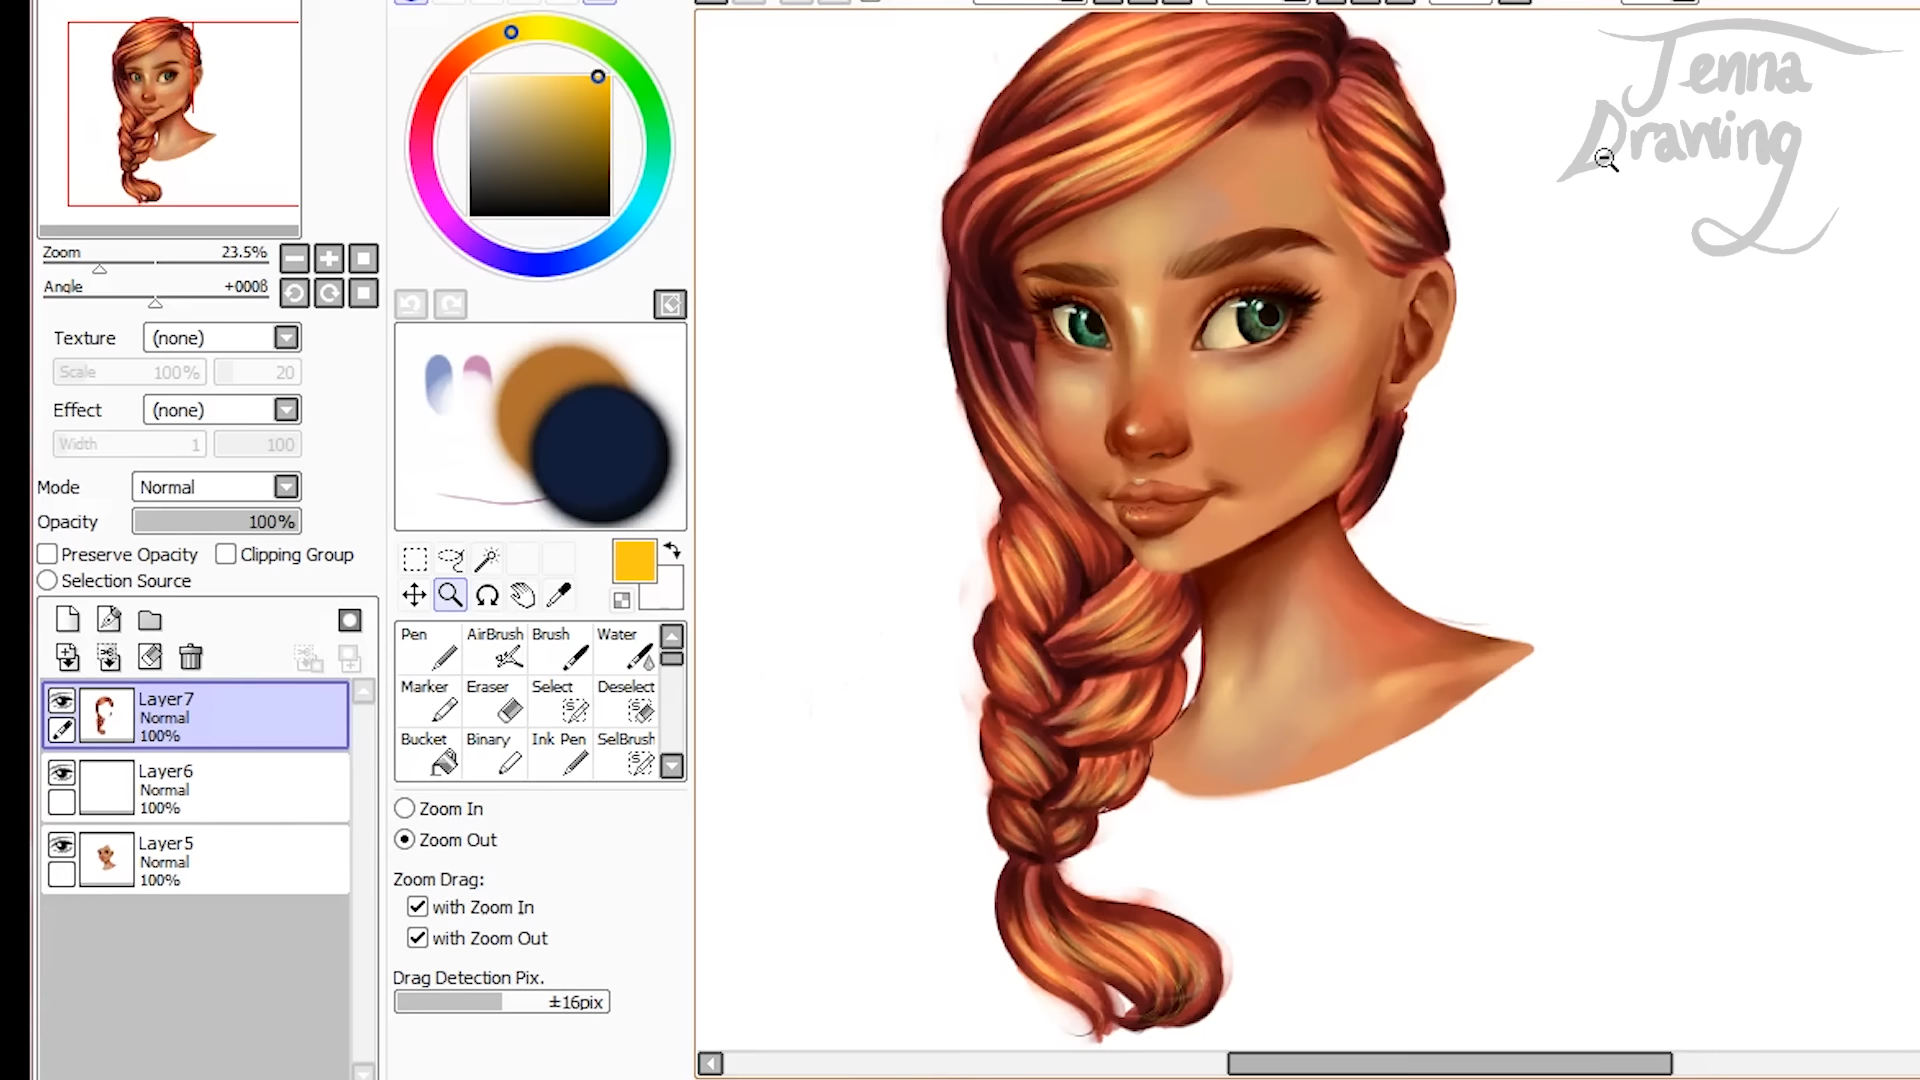 Jenna
Drawing
Zoom 23.5%
Angle +0008
Texture (none)
Scale 100% 20
Effect (none)
Width 1 100
Mode Normal
Opacity 100%
Preserve Opacity Clipping Group
Selection Source
Layer7
Normal
100%
Layer6
Normal
100%
Layer5
Normal
100%
Pen AirBrush Brush Water
Marker Eraser Select Deselect
Bucket Binary Ink Pen SelBrush
Zoom In
Zoom Out
Zoom Drag:
with Zoom In
with Zoom Out
Drag Detection Pix.
±16pix